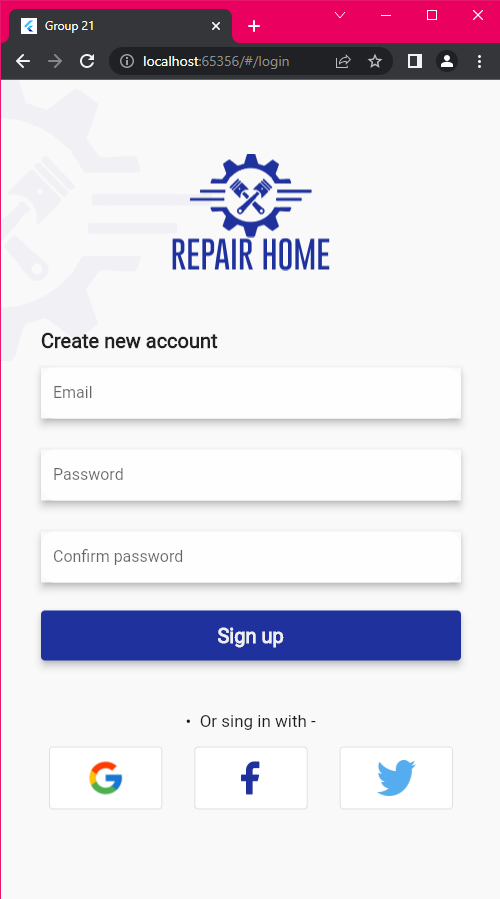 Group 21
localhost:65356/#/login
REPAIR HOME
Create new account
Email
Password
Confirm password
Sign up
• Or sing in with -